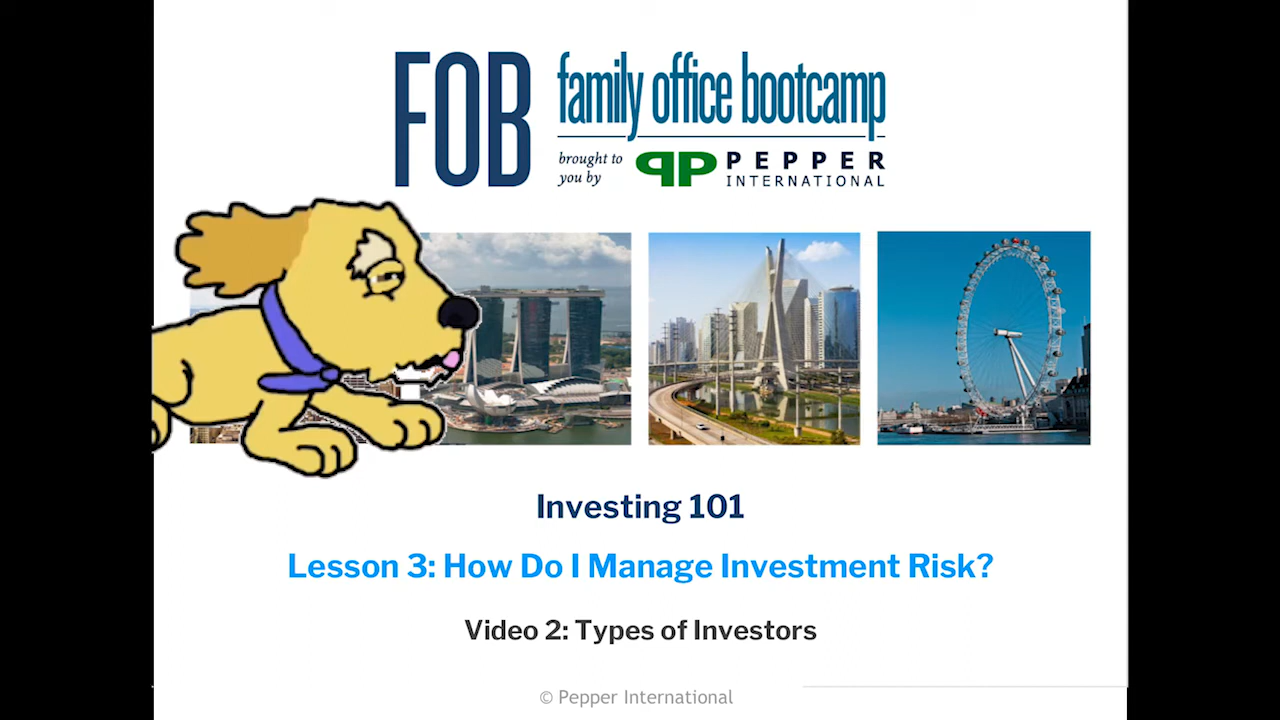 FOB
family office bootcamp
brought to
you by
PEPPER
INTERNATIONAL
Investing 101
Lesson 3: How Do I Manage Investment Risk?
Video 2: Types of Investors
© Pepper International